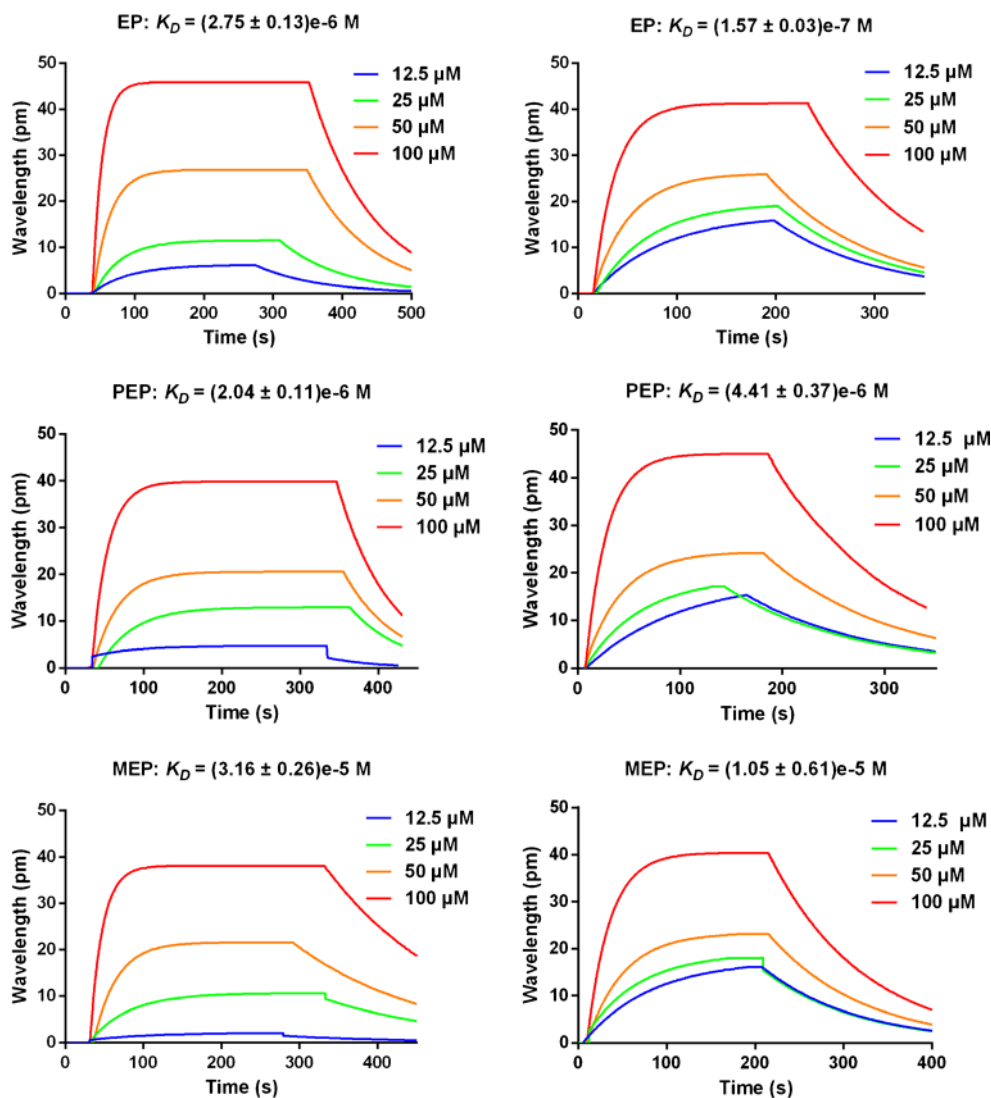 EP: K_D = (2.75 ± 0.13)e-6 M
Wavelength (pm)
50
40
30
20
10
0
0 100 200 300 400 500
Time (s)
12.5 μM
25 μM
50 μM
100 μM
EP: K_D = (1.57 ± 0.03)e-7 M
Wavelength (pm)
50
40
30
20
10
0
0 100 200 300
Time (s)
12.5 μM
25 μM
50 μM
100 μM
PEP: K_D = (2.04 ± 0.11)e-6 M
Wavelength (pm)
50
40
30
20
10
0
0 100 200 300 400
Time (s)
12.5 μM
25 μM
50 μM
100 μM
PEP: K_D = (4.41 ± 0.37)e-6 M
Wavelength (pm)
50
40
30
20
10
0
0 100 200 300
Time (s)
12.5 μM
25 μM
50 μM
100 μM
MEP: K_D = (3.16 ± 0.26)e-5 M
Wavelength (pm)
50
40
30
20
10
0
0 100 200 300 400
Time (s)
12.5 μM
25 μM
50 μM
100 μM
MEP: K_D = (1.05 ± 0.61)e-5 M
Wavelength (pm)
50
40
30
20
10
0
0 100 200 300 400
Time (s)
12.5 μM
25 μM
50 μM
100 μM